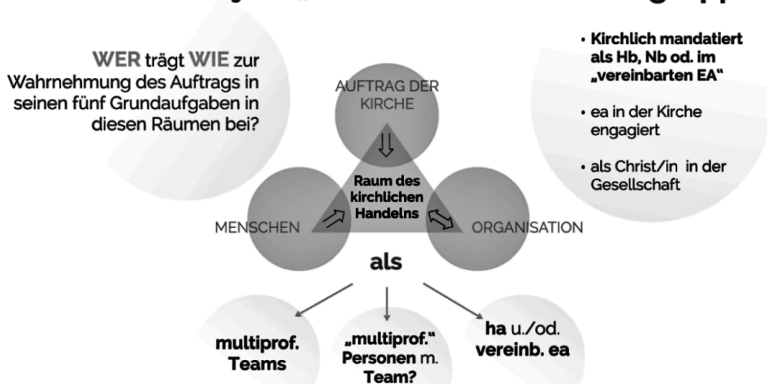 WER trägt WIE zur
Wahrnehmung des Auftrags in
seinen fünf Grundaufgaben in
diesen Räumen bei?
• Kirchlich mandatiert
als Hb, Nb od. im
„vereinbarten EA“
• ea in der Kirche
engagiert
• als Christ/in in der
Gesellschaft
AUFTRAG DER
KIRCHE
Raum des
kirchlichen
Handelns
MENSCHEN
ORGANISATION
als
multiprof.
Teams
„multiprof.“
Personen m.
Team?
ha u./od.
vereinb. ea